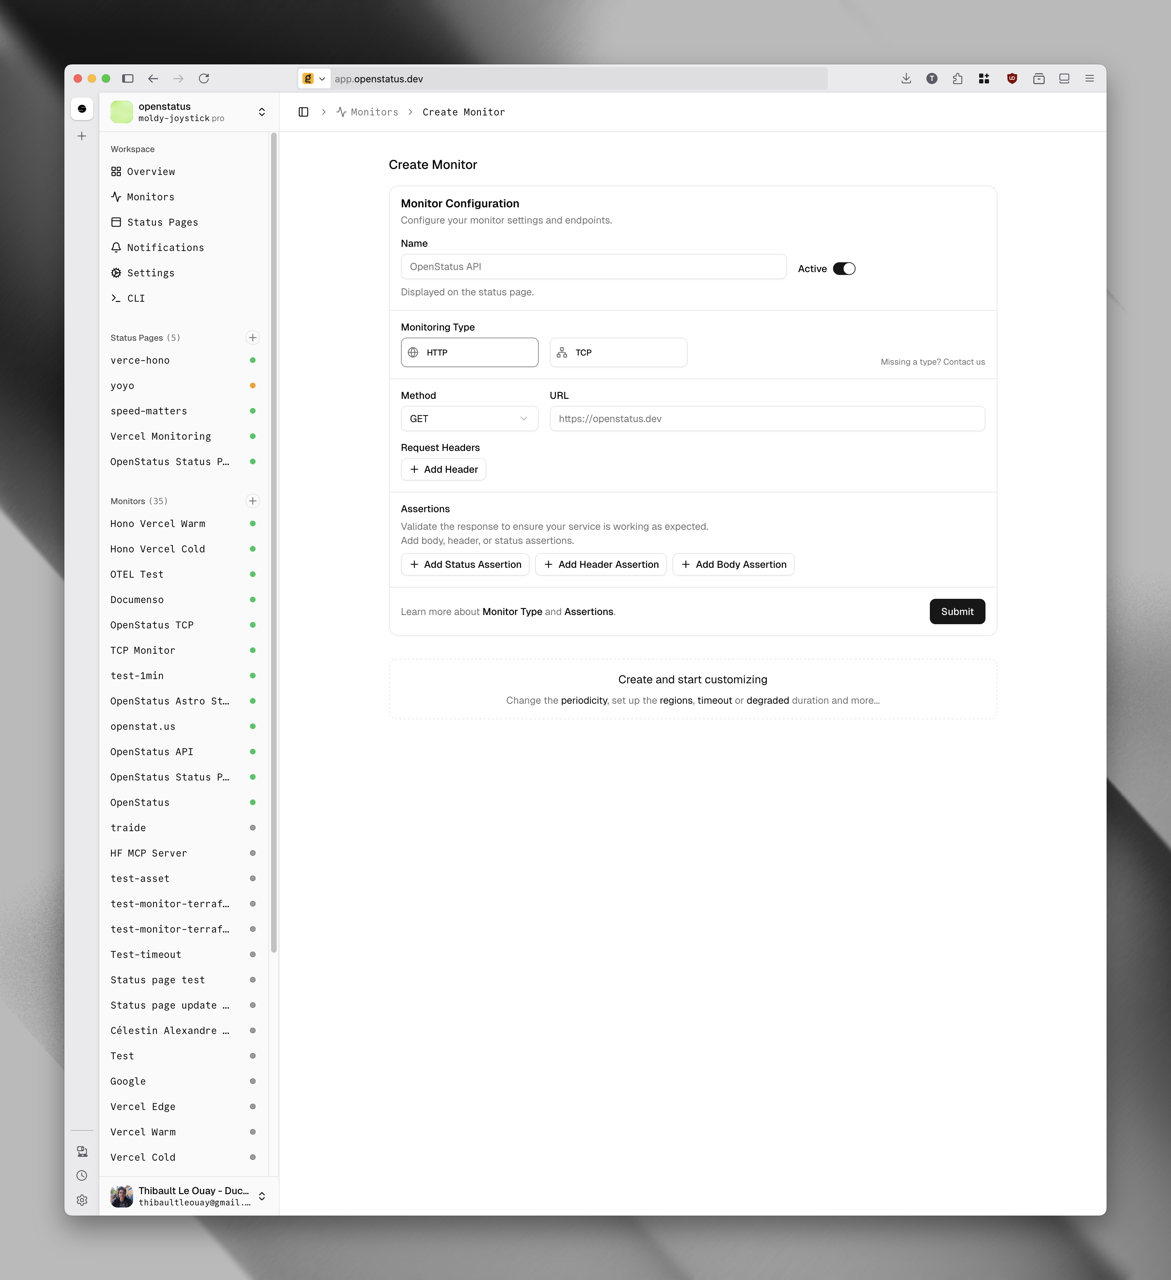 app.openstatus.dev
openstatus
moldy-joystick pro
Monitors
Create Monitor
Workspace
Overview
Monitors
Status Pages
Notifications
Settings
CLI
Status Pages (5)
verce-hono
yoyo
speed-matters
Vercel Monitoring
OpenStatus Status P…
Monitors (35)
Hono Vercel Warm
Hono Vercel Cold
OTEL Test
Documenso
OpenStatus TCP
TCP Monitor
test-1min
OpenStatus Astro St…
openstat.us
OpenStatus API
OpenStatus Status P…
OpenStatus
traide
HF MCP Server
test-asset
test-monitor-terraf…
test-monitor-terraf…
Test-timeout
Status page test
Status page update …
Célestin Alexandre …
Test
Google
Vercel Edge
Vercel Warm
Vercel Cold
Thibault Le Ouay - Duc…
thibaultleouay@gmail.…
Create Monitor
Monitor Configuration
Configure your monitor settings and endpoints.
Name
OpenStatus API
Active
Displayed on the status page.
Monitoring Type
HTTP
TCP
Missing a type? Contact us
Method
URL
GET
https://openstatus.dev
Request Headers
Add Header
Assertions
Validate the response to ensure your service is working as expected.
Add body, header, or status assertions.
Add Status Assertion
Add Header Assertion
Add Body Assertion
Learn more about Monitor Type and Assertions.
Submit
Create and start customizing
Change the periodicity, set up the regions, timeout or degraded duration and more…